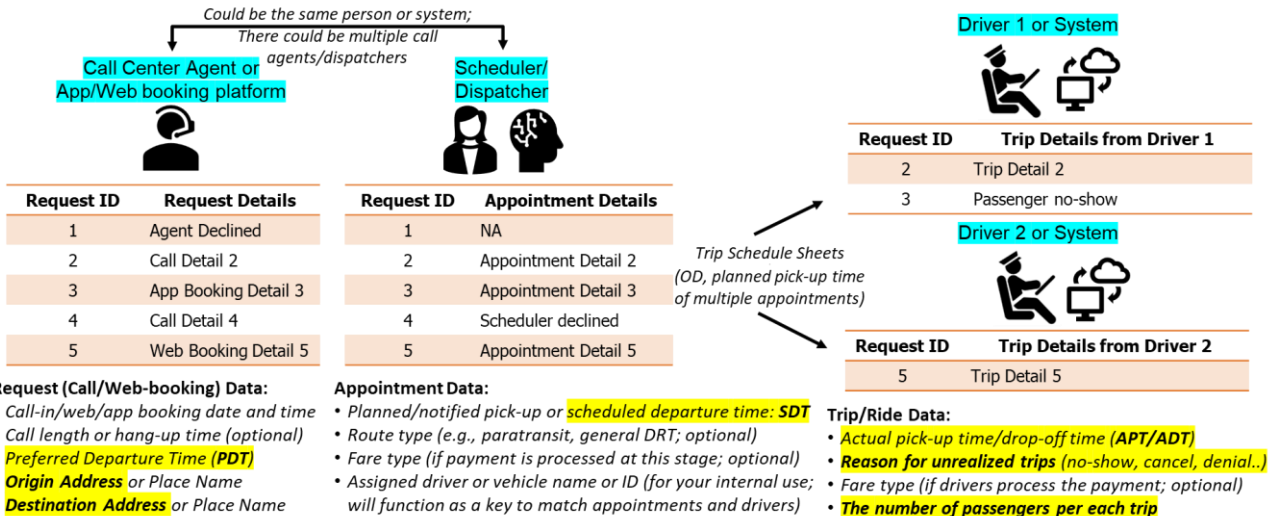 Could be the same person or system;
There could be multiple call
agents/dispatchers
Call Center Agent or
App/Web booking platform
Scheduler/
Dispatcher
Request ID Request Details
1 Agent Declined
2 Call Detail 2
3 App Booking Detail 3
4 Call Detail 4
5 Web Booking Detail 5
Request ID Appointment Details
1 NA
2 Appointment Detail 2
3 Appointment Detail 3
4 Scheduler declined
5 Appointment Detail 5
Trip Schedule Sheets
(OD, planned pick-up time
of multiple appointments)
Driver 1 or System
Request ID Trip Details from Driver 1
2 Trip Detail 2
3 Passenger no-show
Driver 2 or System
Request ID Trip Details from Driver 2
5 Trip Detail 5
Request (Call/Web-booking) Data:
Call-in/web/app booking date and time
Call length or hang-up time (optional)
Preferred Departure Time (PDT)
Origin Address or Place Name
Destination Address or Place Name
Appointment Data:
• Planned/notified pick-up or scheduled departure time: SDT
• Route type (e.g., paratransit, general DRT; optional)
• Fare type (if payment is processed at this stage; optional)
• Assigned driver or vehicle name or ID (for your internal use;
will function as a key to match appointments and drivers)
Trip/Ride Data:
• Actual pick-up time/drop-off time (APT/ADT)
• Reason for unrealized trips (no-show, cancel, denial..)
• Fare type (if drivers process the payment; optional)
• The number of passengers per each trip